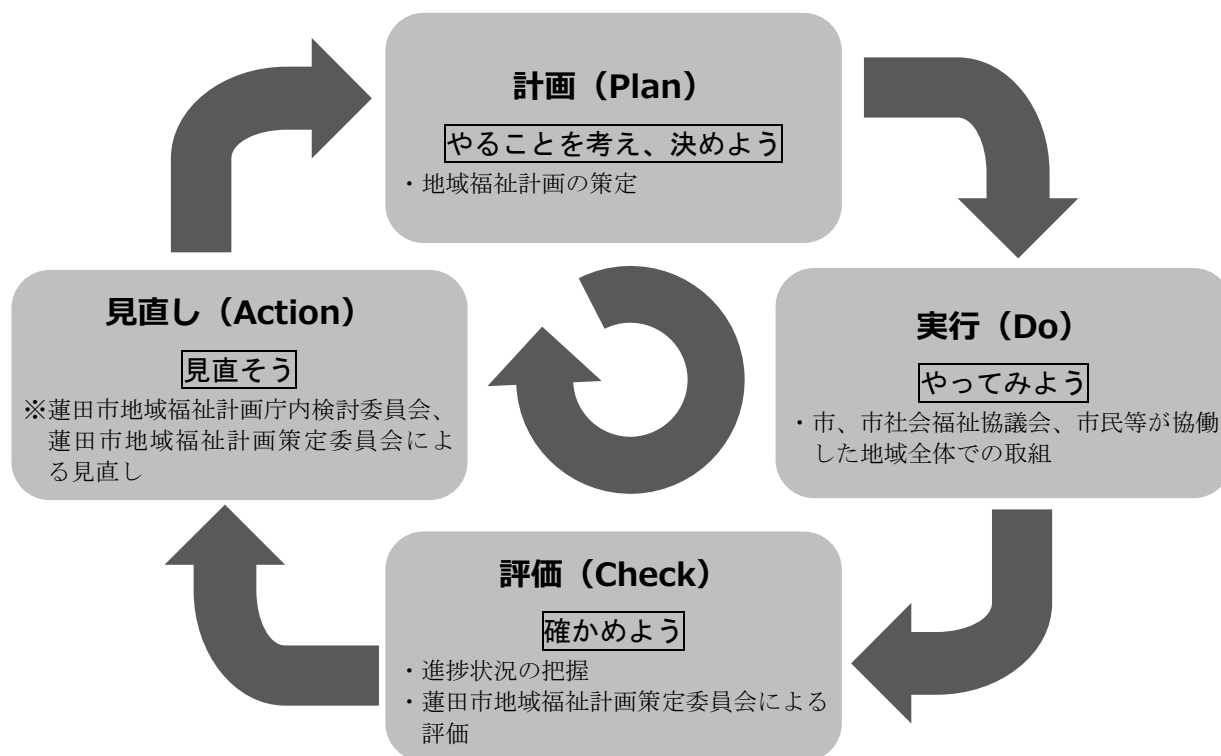 計画（Plan）
やることを考え、決めよう
・地域福祉計画の策定
実行（Do）
やってみよう
・市、市社会福祉協議会、市民等が協働
した地域全体での取組
評価（Check）
確かめよう
・進捗状況の把握
・蓮田市地域福祉計画策定委員会による
評価
見直し（Action）
見直そう
※蓮田市地域福祉計画庁内検討委員会、
蓮田市地域福祉計画策定委員会によ
る見直し